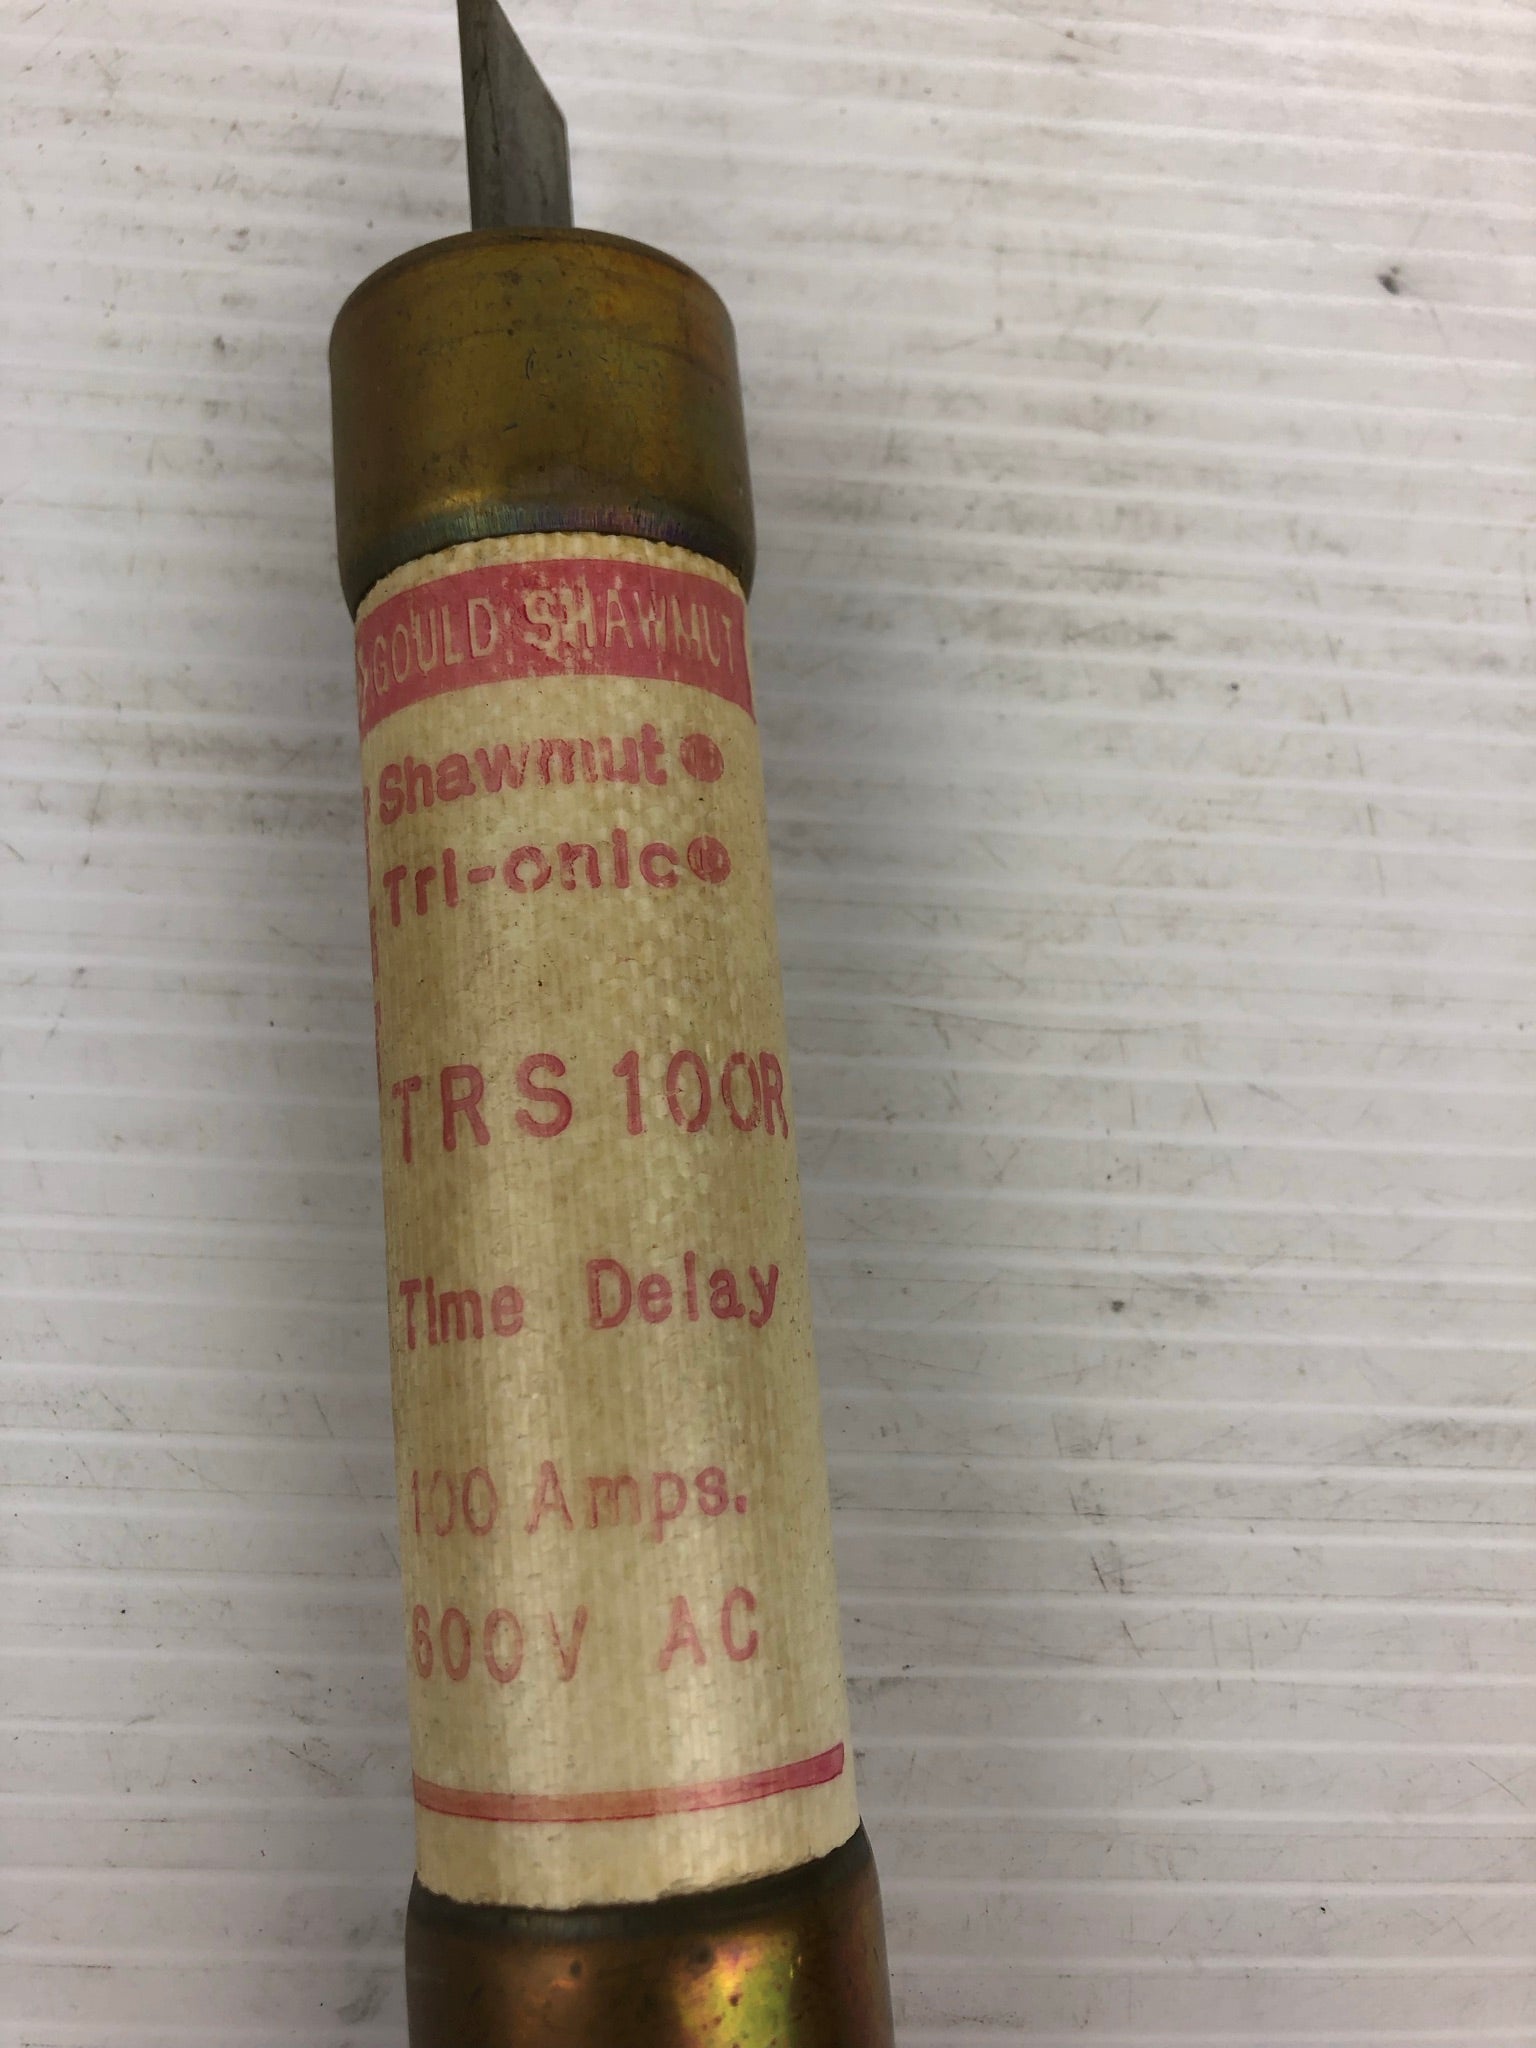 GOULD SHAWMUT
Shawmut®
Tri-onic®
TRS 100R
Time Delay
100 Amps.
600V AC